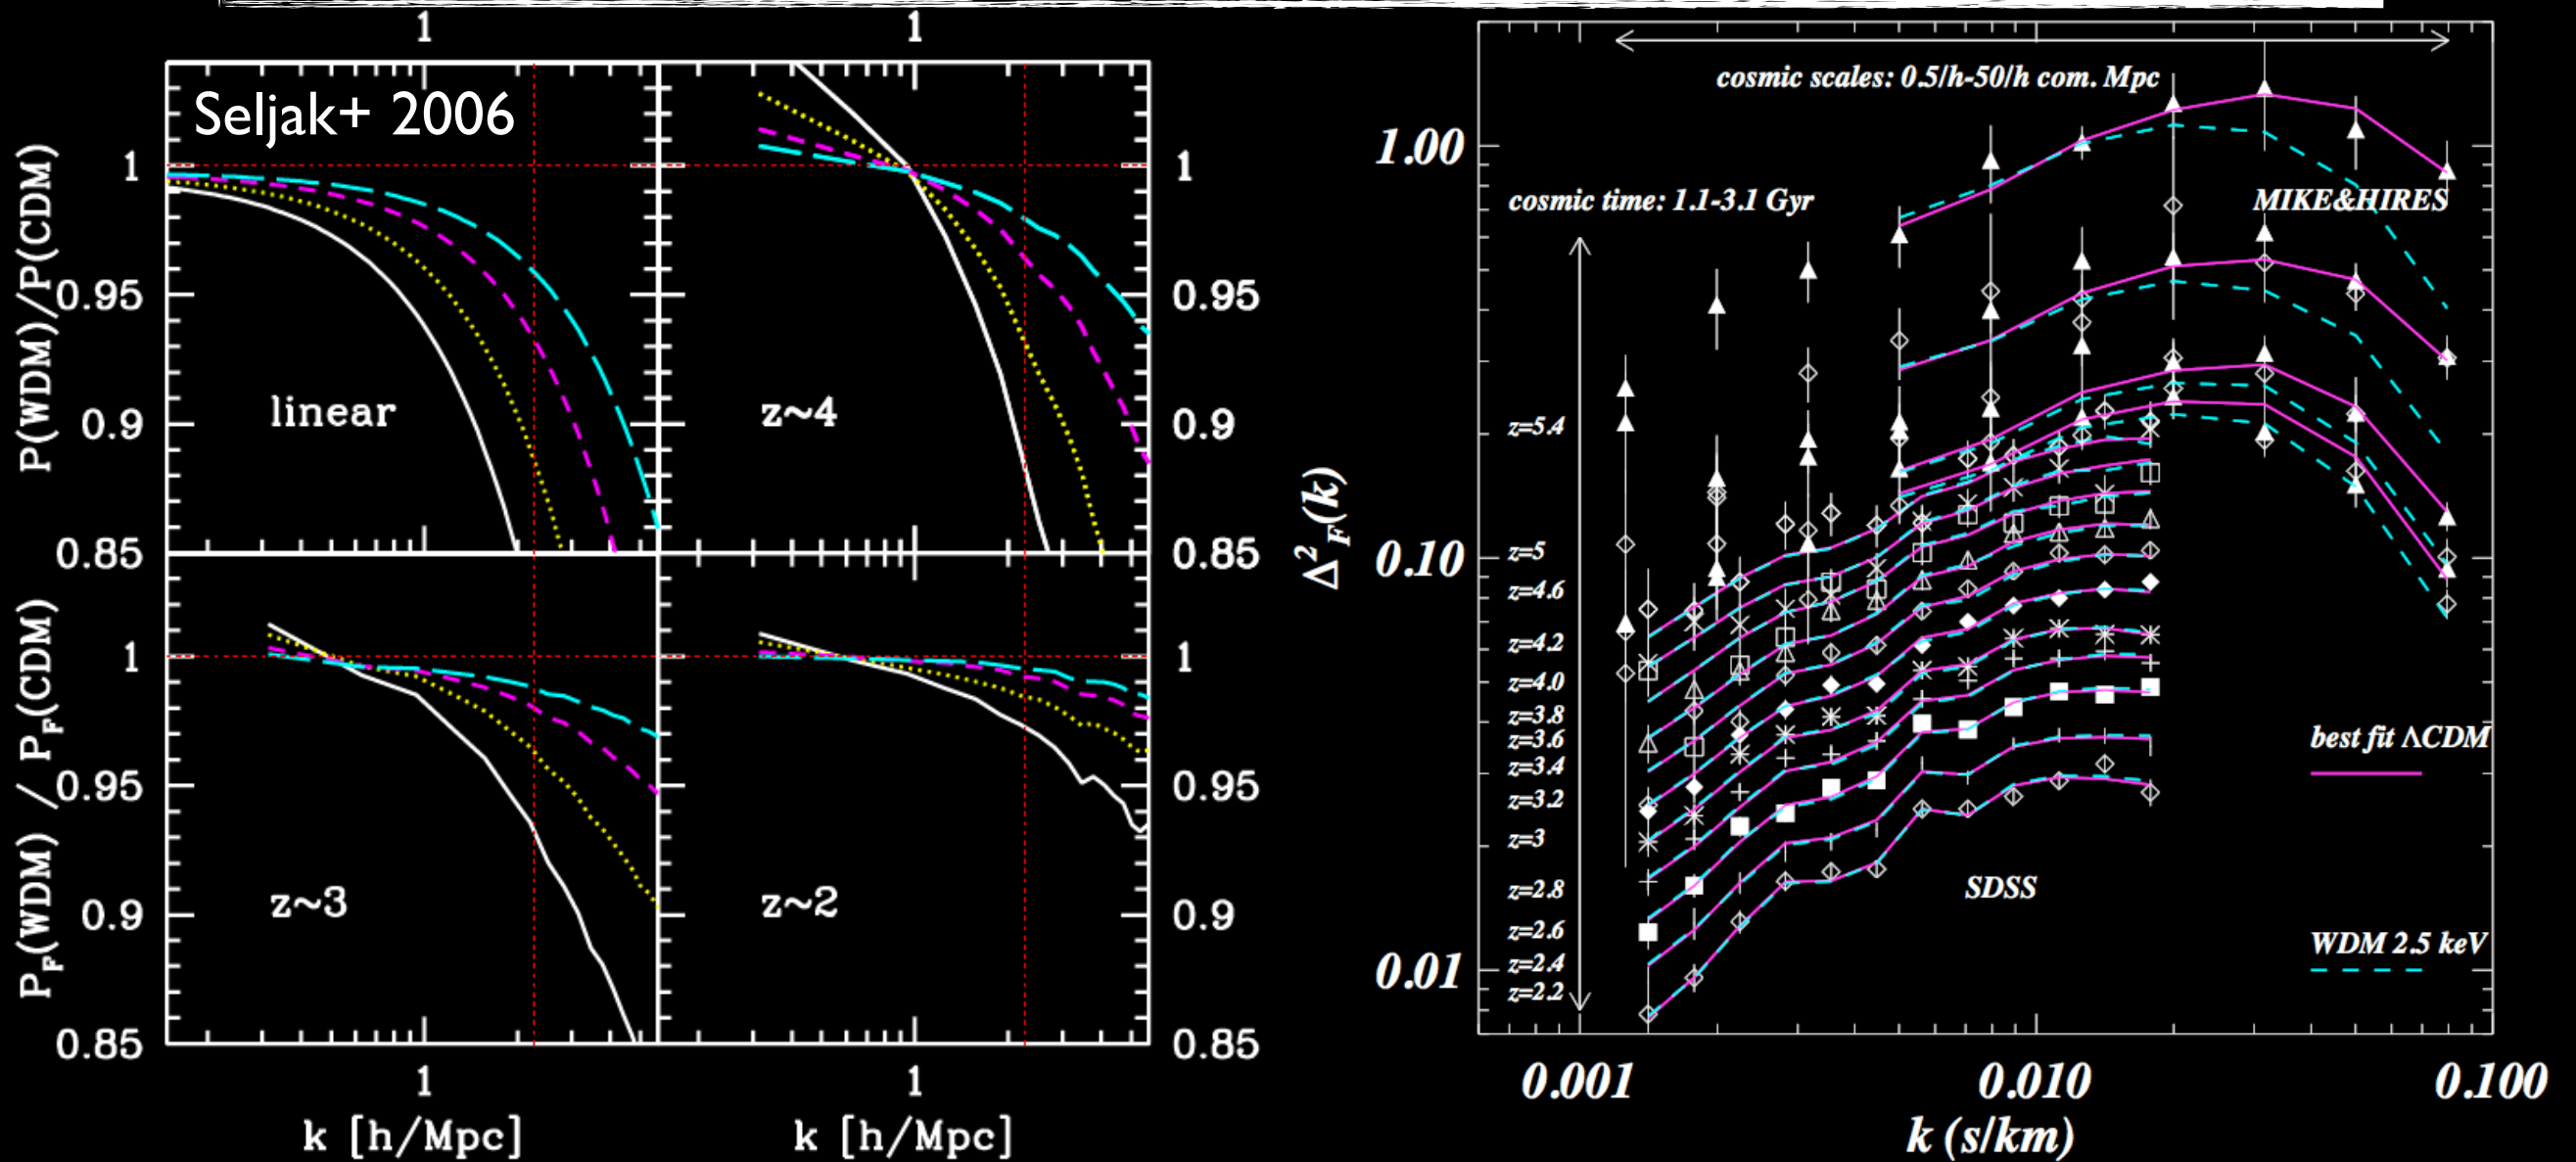 1
1
Seljak+ 2006
P(WDM)/P(CDM)
1
0.95
0.9
0.85
linear
z~4
1
0.95
0.9
0.85
P_F(WDM) / P_F(CDM)
1
0.95
0.9
0.85
z~3
z~2
1
0.95
0.9
0.85
1
1
k [h/Mpc]
k [h/Mpc]
cosmic scales: 0.5/h-50/h com. Mpc
cosmic time: 1.1-3.1 Gyr
MIKE&HIRES
Δ²_F(k)
1.00
0.10
0.01
z=5.4
z=5
z=4.6
z=4.2
z=4.0
z=3.8
z=3.6
z=3.4
z=3.2
z=3
z=2.8
z=2.6
z=2.4
z=2.2
best fit ΛCDM
SDSS
WDM 2.5 keV
0.001
0.010
0.100
k (s/km)